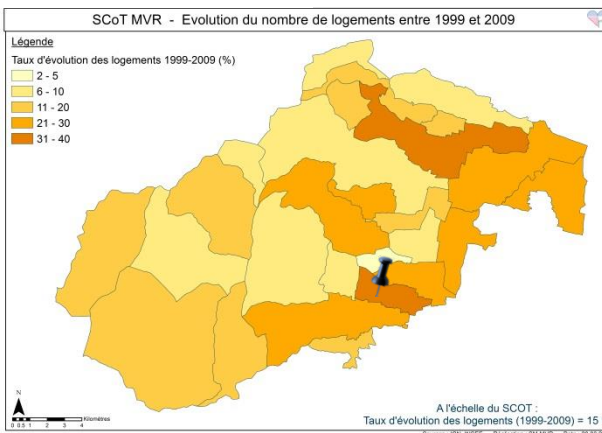 SCoT MVR - Evolution du nombre de logements entre 1999 et 2009
Légende
Taux d'évolution des logements 1999-2009 (%)
2 - 5
6 - 10
11 - 20
21 - 30
31 - 40
N
0 0.5 1 2 3 4
Kilomètres
A l'échelle du SCOT :
Taux d'évolution des logements (1999-2009) = 15